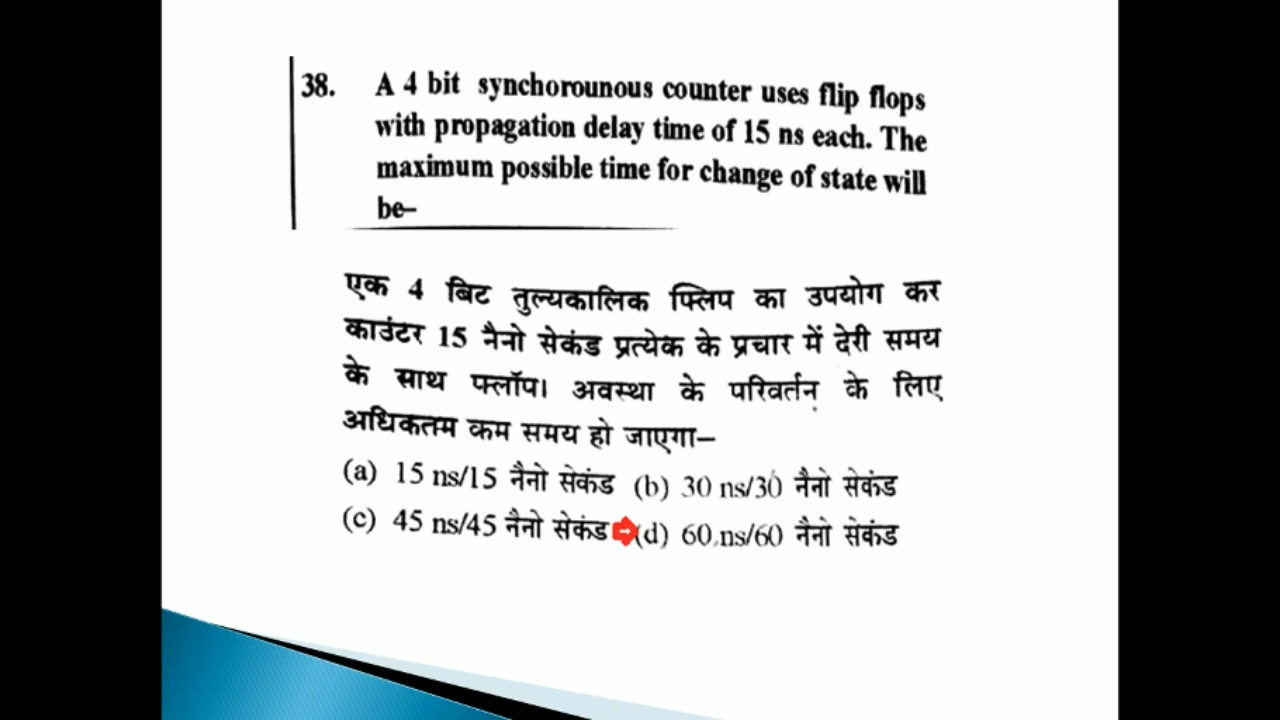 38. A 4 bit synchorounous counter uses flip flops
with propagation delay time of 15 ns each. The
maximum possible time for change of state will
be–
एक 4 बिट तुल्यकालिक फ्लिप का उपयोग कर
काउंटर 15 नैनो सेकंड प्रत्येक के प्रचार में देरी समय
के साथ फ्लॉप। अवस्था के परिवर्तन के लिए
अधिकतम कम समय हो जाएगा–
(a) 15 ns/15 नैनो सेकंड (b) 30 ns/30 नैनो सेकंड
(c) 45 ns/45 नैनो सेकंड (d) 60 ns/60 नैनो सेकंड